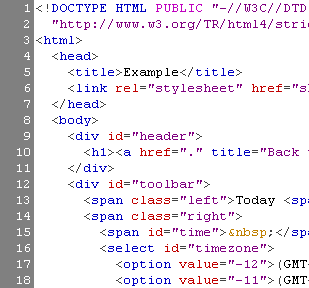 1 <!DOCTYPE HTML PUBLIC "-//W3C//DTD
2 "http://www.w3.org/TR/html4/stri
3 <html>
4 <head>
5 <title>Example</title>
6 <link rel="stylesheet" href="s
7 </head>
8 <body>
9 <div id="header">
10 <h1><a href="." title="Back
11 </div>
12 <div id="toolbar">
13 <span class="left">Today <sp
14 <span class="right">
15 <span id="time">&nbsp;</sp
16 <select id="timezone">
17 <option value="-12">(GMT
18 <option value="-11">(GMT